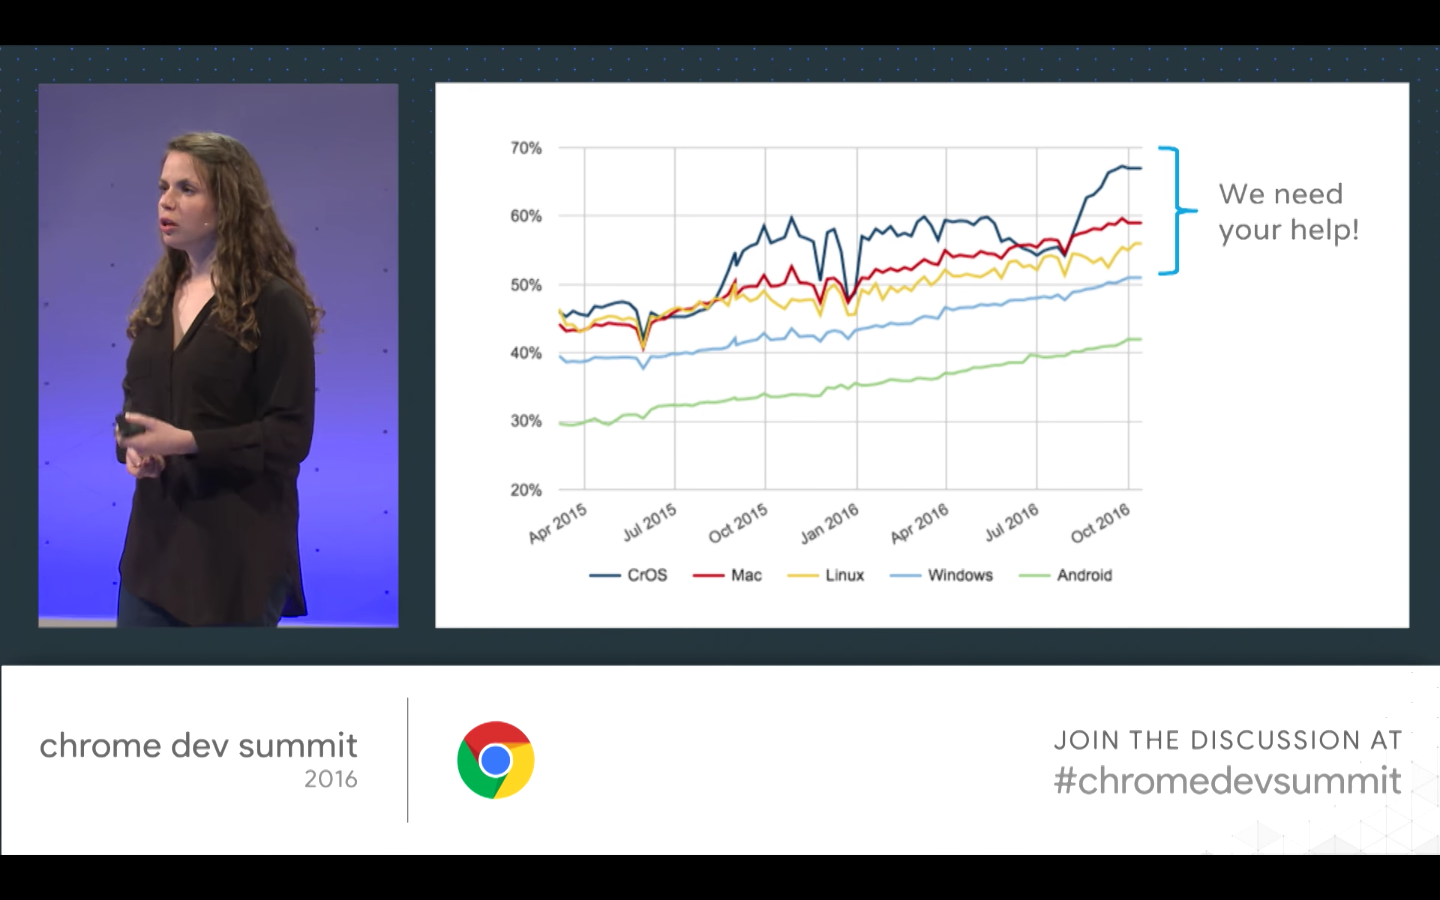 70%
60%
50%
40%
30%
20%
Apr 2015
Jul 2015
Oct 2015
Jan 2016
Apr 2016
Jul 2016
Oct 2016
CrOS Mac Linux Windows Android
We need
your help!
chrome dev summit
2016
JOIN THE DISCUSSION AT
#chromedevsummit